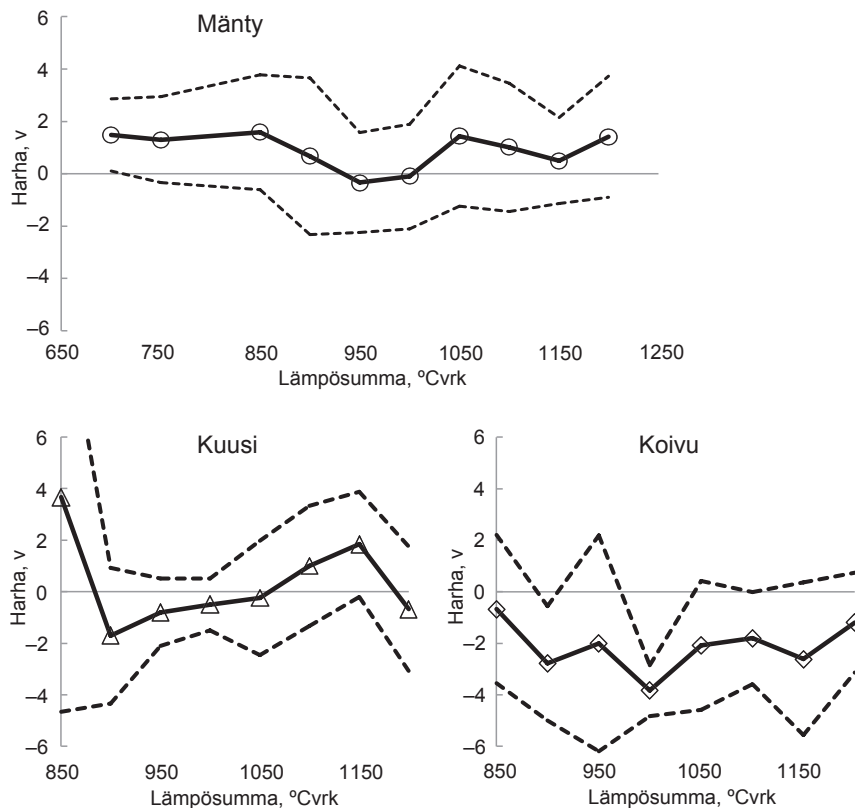 Mänty
Harha, v
6
4
2
0
–2
–4
–6
650 750 850 950 1050 1150 1250
Lämpösumma, ºCvrk
Kuusi
Harha, v
6
4
2
0
–2
–4
–6
850 950 1050 1150
Lämpösumma, ºCvrk
Koivu
Harha, v
6
4
2
0
–2
–4
–6
850 950 1050 1150
Lämpösumma, ºCvrk